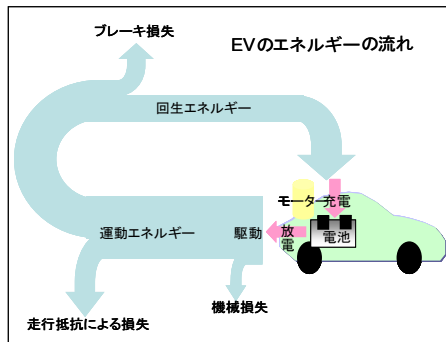 ブレーキ損失
EVのエネルギーの流れ
回生エネルギー
モーター
充電
運動エネルギー
駆動
放電
電池
機械損失
走行抵抗による損失